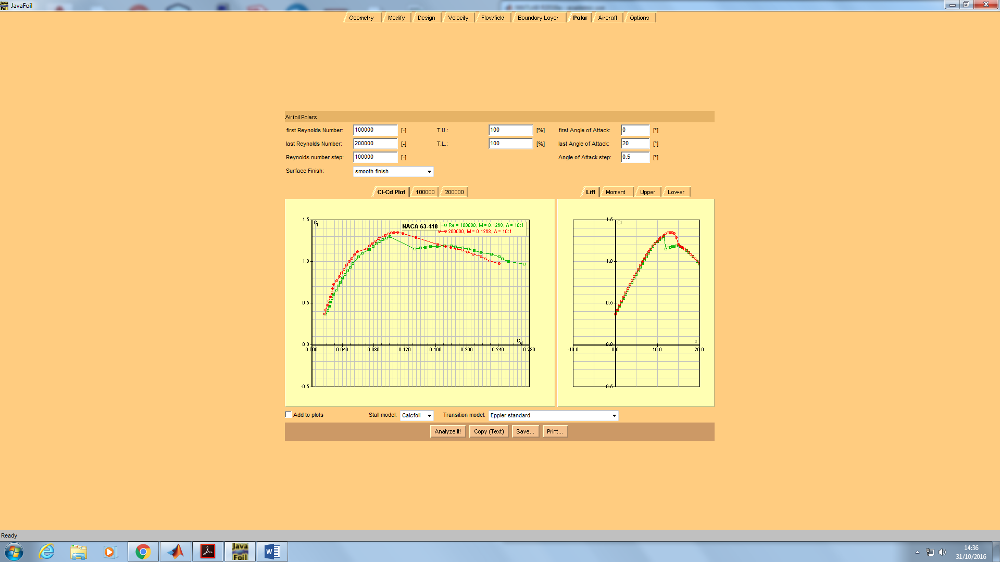 JavaFoil
Geometry Modify Design Velocity Flowfield Boundary Layer Polar Aircraft Options
Airfoil Polars
first Reynolds Number: 100000 [-] T.U.: 100 [%] first Angle of Attack: 0 [°]
last Reynolds Number: 200000 [-] T.L.: 100 [%] last Angle of Attack: 20 [°]
Reynolds number step: 100000 [-] Angle of Attack step: 0.5 [°]
Surface Finish: smooth finish
Cl-Cd Plot 100000 200000
Lift Moment Upper Lower
1.5
Cl
NACA 63-418
Re = 100000, M = 0.1268, Λ = 10:1
200000, M = 0.1268, Λ = 10:1
1.0
0.5
0.0
-0.5
Cd
0.000 0.040 0.080 0.120 0.160 0.200 0.240 0.280
1.5
Cl
1.0
0.5
0.0
α
-10.0 0.0 10.0 20.0
Add to plots Stall model: Calcfoil Transition model: Eppler standard
Analyze It! Copy (Text) Save... Print...
Ready
Java
Foil
14:36
31/10/2016